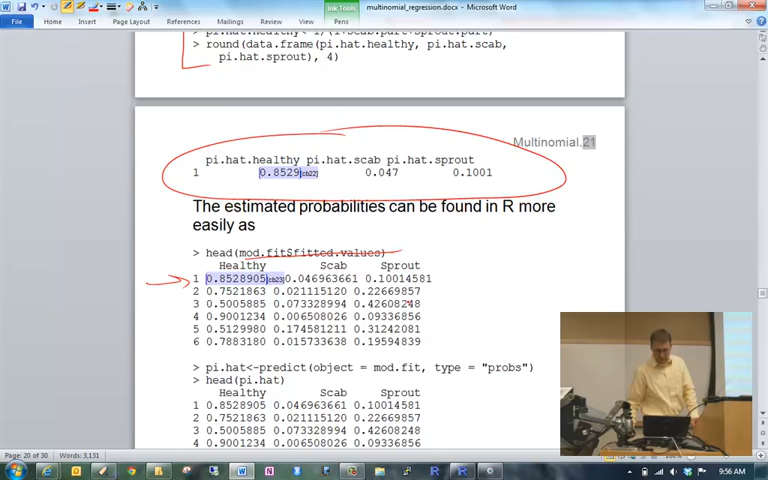 Ink Tools
multinomial_regression.docx - Microsoft Word
File Home Insert Page Layout References Mailings Review View Pens
> round(data.frame(pi.hat.healthy, pi.hat.scab,
pi.hat.sprout), 4)
Multinomial.21
pi.hat.healthy pi.hat.scab pi.hat.sprout
1 0.8529[cb22] 0.047 0.1001
The estimated probabilities can be found in R more
easily as
> head(mod.fit$fitted.values)
Healthy Scab Sprout
1 0.8528905[cb23] 0.046963661 0.10014581
2 0.7521863 0.021115120 0.22669857
3 0.5005885 0.073328994 0.42608248
4 0.9001234 0.006508026 0.09336856
5 0.5129980 0.174581211 0.31242081
6 0.7883180 0.015733638 0.19594839
> pi.hat<-predict(object = mod.fit, type = "probs")
> head(pi.hat)
Healthy Scab Sprout
1 0.8528905 0.046963661 0.10014581
2 0.7521863 0.021115120 0.22669857
3 0.5005885 0.073328994 0.42608248
4 0.9001234 0.006508026 0.09336856
Page: 20 of 30 Words: 3,131
9:56 AM